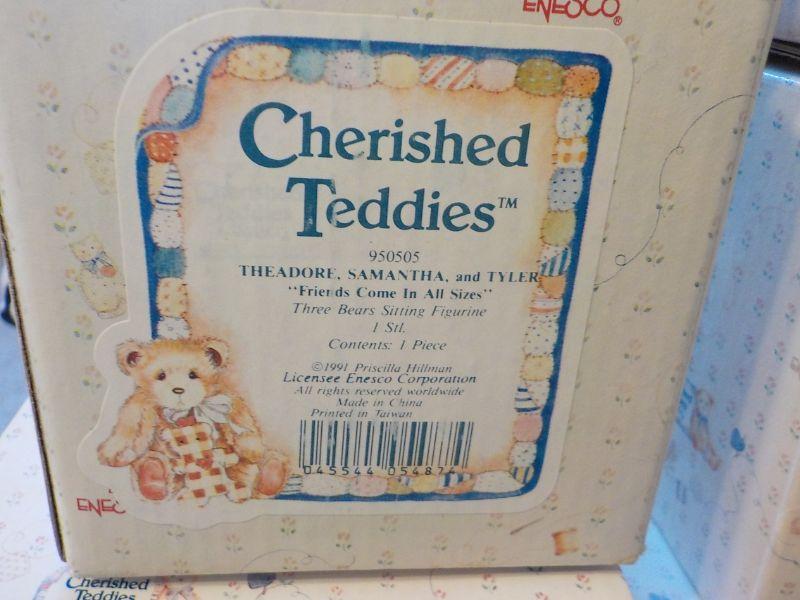 ENESCO®
Cherished
Teddies™
950505
THEADORE, SAMANTHA, and TYLER
"Friends Come In All Sizes"
Three Bears Sitting Figurine
1 Stl.
Contents: 1 Piece
©1991 Priscilla Hillman
Licensee Enesco Corporation
All rights reserved worldwide
Made in China
Printed in Taiwan
045544 054874
ENEC
Cherished
Teddies